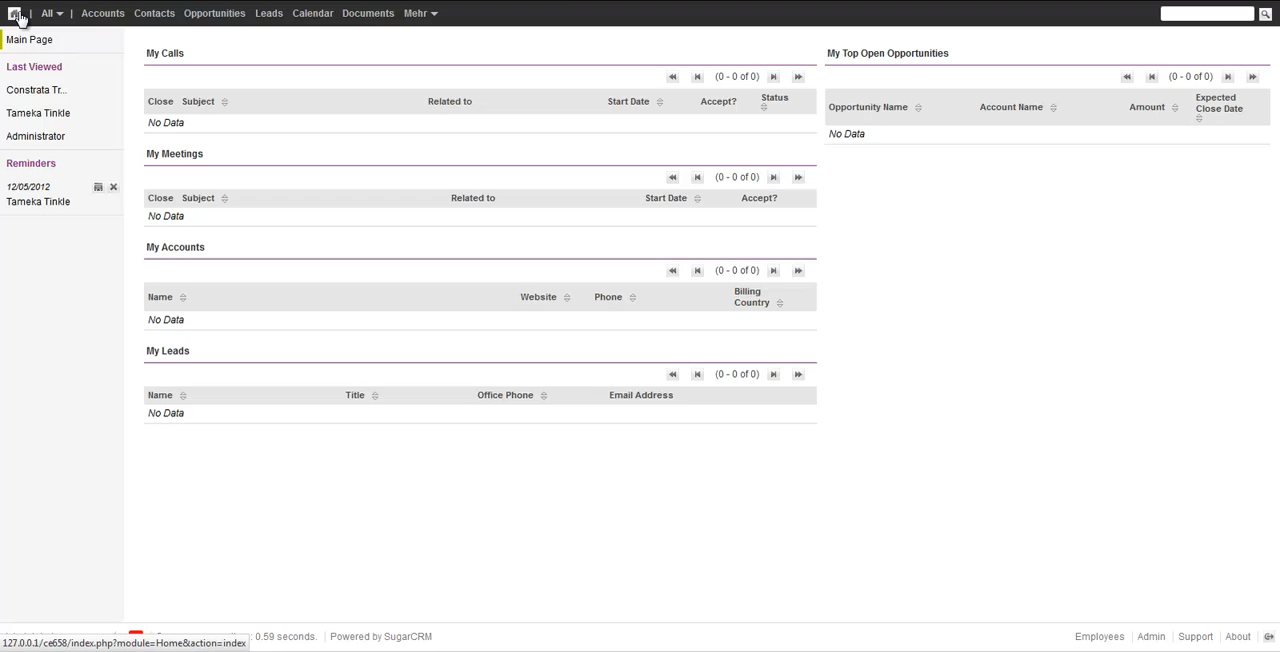 | All | Accounts Contacts Opportunities Leads Calendar Documents Mehr
Main Page
Last Viewed
Constrata Tr...
Tameka Tinkle
Administrator
Reminders
12/05/2012
Tameka Tinkle
My Calls
(0 - 0 of 0)
Close Subject Related to Start Date Accept? Status
No Data
My Meetings
(0 - 0 of 0)
Close Subject Related to Start Date Accept?
No Data
My Accounts
(0 - 0 of 0)
Name Website Phone Billing Country
No Data
My Leads
(0 - 0 of 0)
Name Title Office Phone Email Address
No Data
My Top Open Opportunities
(0 - 0 of 0)
Opportunity Name Account Name Amount Expected Close Date
No Data
: 0.59 seconds. | Powered by SugarCRM
Employees | Admin | Support | About
127.0.0.1/ce658/index.php?module=Home&action=index